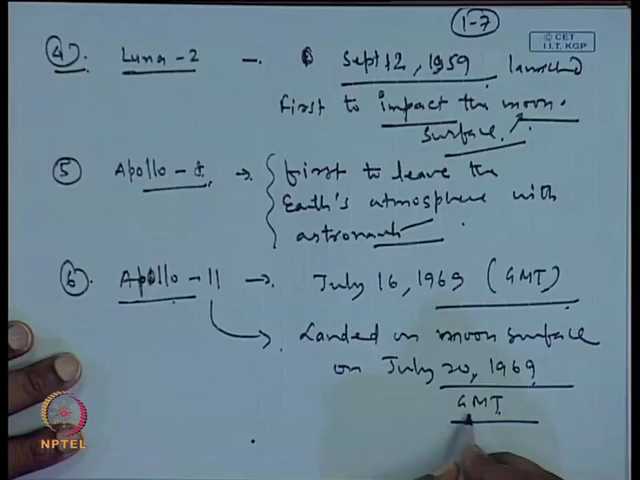 1-7
© CET
I.I.T. KGP
4. Luna-2 - Sept 12, 1959 launched
First to impact the moon.
surface.
5 Apollo-8. → First to leave the
Earth's atmosphere with
astronaut
6. Apollo-11 → July 16, 1969 (GMT)
→ Landed on moon surface
on July 20, 1969
GMT
NPTEL